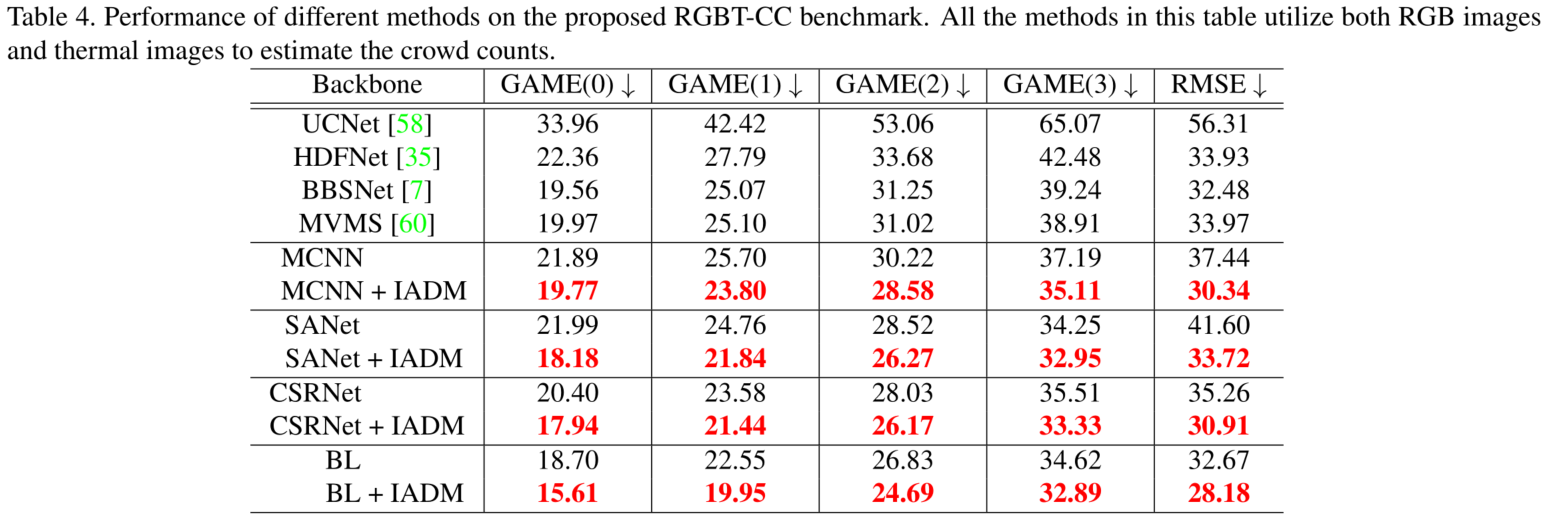 Table 4. Performance of different methods on the proposed RGBT-CC benchmark. All the methods in this table utilize both RGB images
and thermal images to estimate the crowd counts.
Backbone GAME(0) ↓ GAME(1) ↓ GAME(2) ↓ GAME(3) ↓ RMSE ↓
UCNet [58] 33.96 42.42 53.06 65.07 56.31
HDFNet [35] 22.36 27.79 33.68 42.48 33.93
BBSNet [7] 19.56 25.07 31.25 39.24 32.48
MVMS [60] 19.97 25.10 31.02 38.91 33.97
MCNN 21.89 25.70 30.22 37.19 37.44
MCNN + IADM 19.77 23.80 28.58 35.11 30.34
SANet 21.99 24.76 28.52 34.25 41.60
SANet + IADM 18.18 21.84 26.27 32.95 33.72
CSRNet 20.40 23.58 28.03 35.51 35.26
CSRNet + IADM 17.94 21.44 26.17 33.33 30.91
BL 18.70 22.55 26.83 34.62 32.67
BL + IADM 15.61 19.95 24.69 32.89 28.18